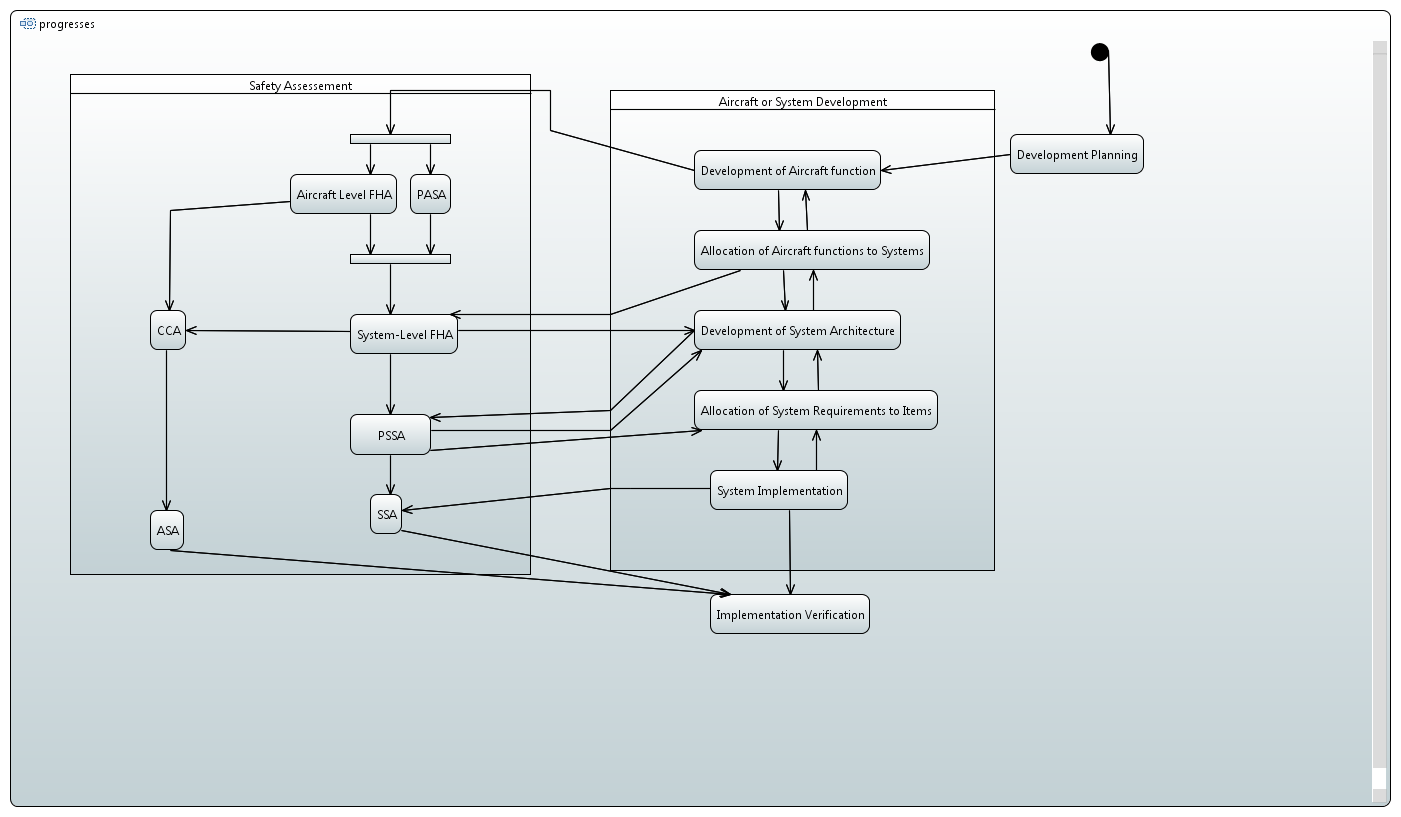 progresses
Safety Assessement
Aircraft or System Development
Development Planning
Development of Aircraft function
Aircraft Level FHA
PASA
Allocation of Aircraft functions to Systems
CCA
System-Level FHA
Development of System Architecture
Allocation of System Requirements to Items
PSSA
System Implementation
SSA
ASA
Implementation Verification